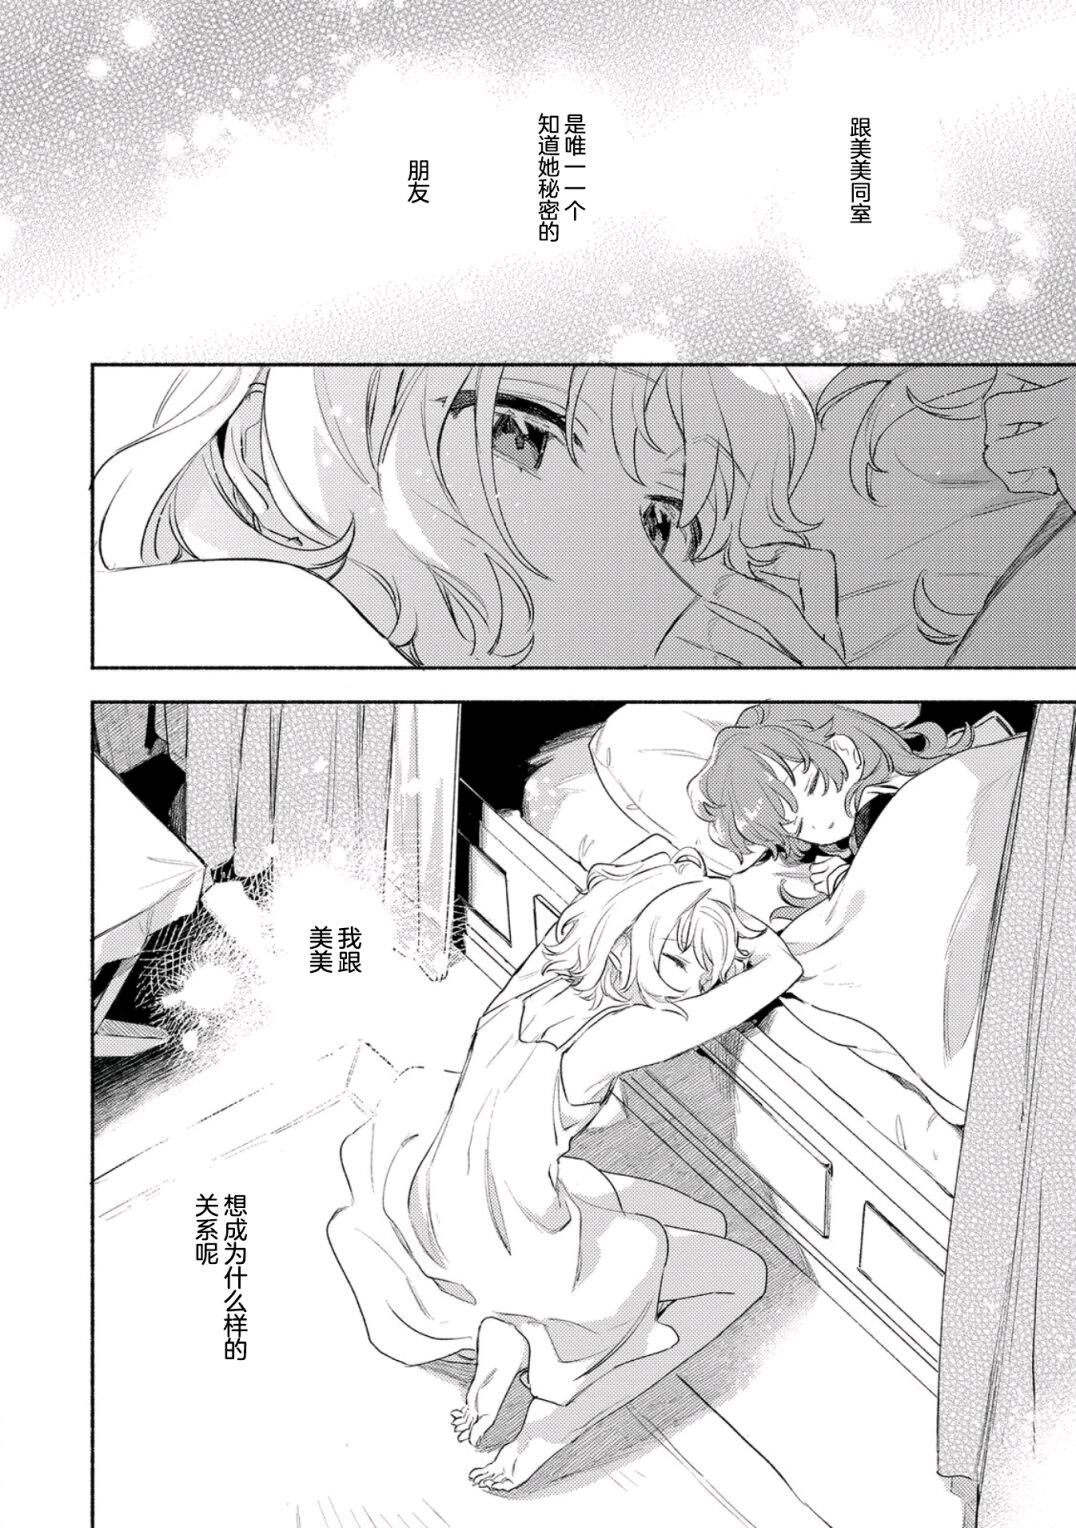 跟美美同室
是唯一一个
知道她秘密的
朋友
我跟
美美
想成为什么样的
关系呢